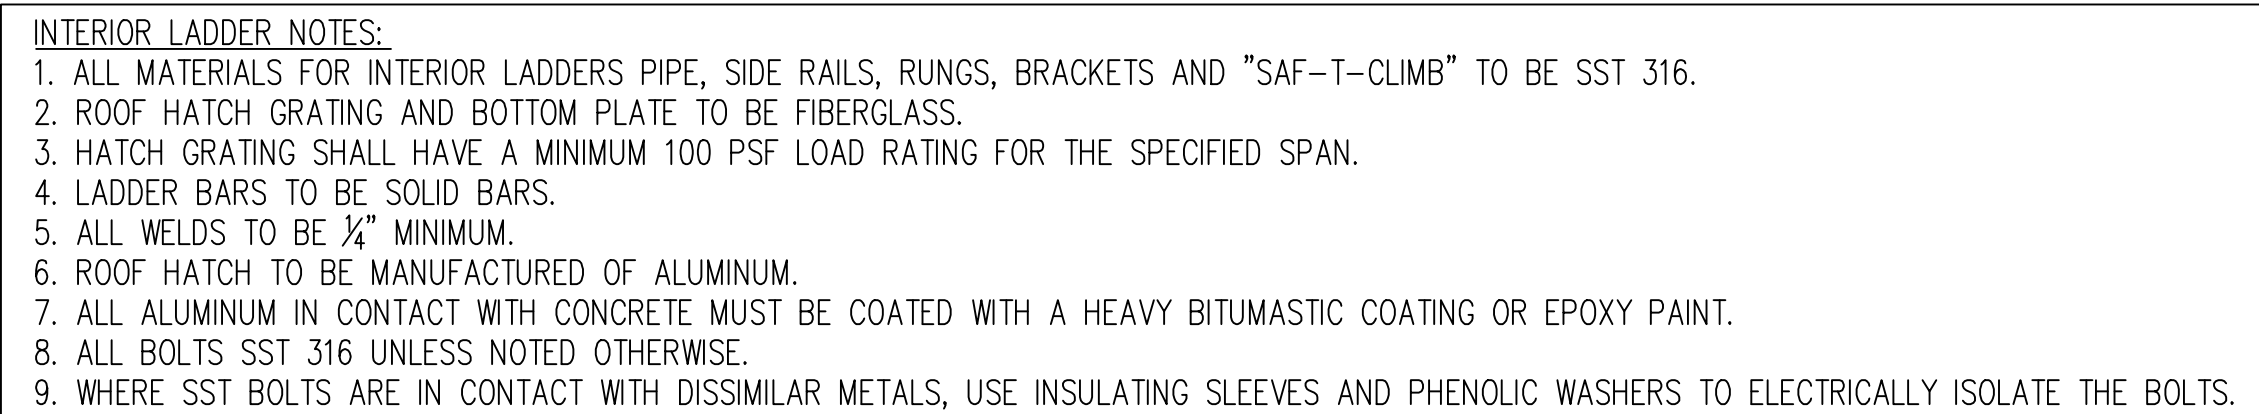 INTERIOR LADDER NOTES:
1. ALL MATERIALS FOR INTERIOR LADDERS PIPE, SIDE RAILS, RUNGS, BRACKETS AND "SAF-T-CLIMB" TO BE SST 316.
2. ROOF HATCH GRATING AND BOTTOM PLATE TO BE FIBERGLASS.
3. HATCH GRATING SHALL HAVE A MINIMUM 100 PSF LOAD RATING FOR THE SPECIFIED SPAN.
4. LADDER BARS TO BE SOLID BARS.
5. ALL WELDS TO BE ¼" MINIMUM.
6. ROOF HATCH TO BE MANUFACTURED OF ALUMINUM.
7. ALL ALUMINUM IN CONTACT WITH CONCRETE MUST BE COATED WITH A HEAVY BITUMASTIC COATING OR EPOXY PAINT.
8. ALL BOLTS SST 316 UNLESS NOTED OTHERWISE.
9. WHERE SST BOLTS ARE IN CONTACT WITH DISSIMILAR METALS, USE INSULATING SLEEVES AND PHENOLIC WASHERS TO ELECTRICALLY ISOLATE THE BOLTS.